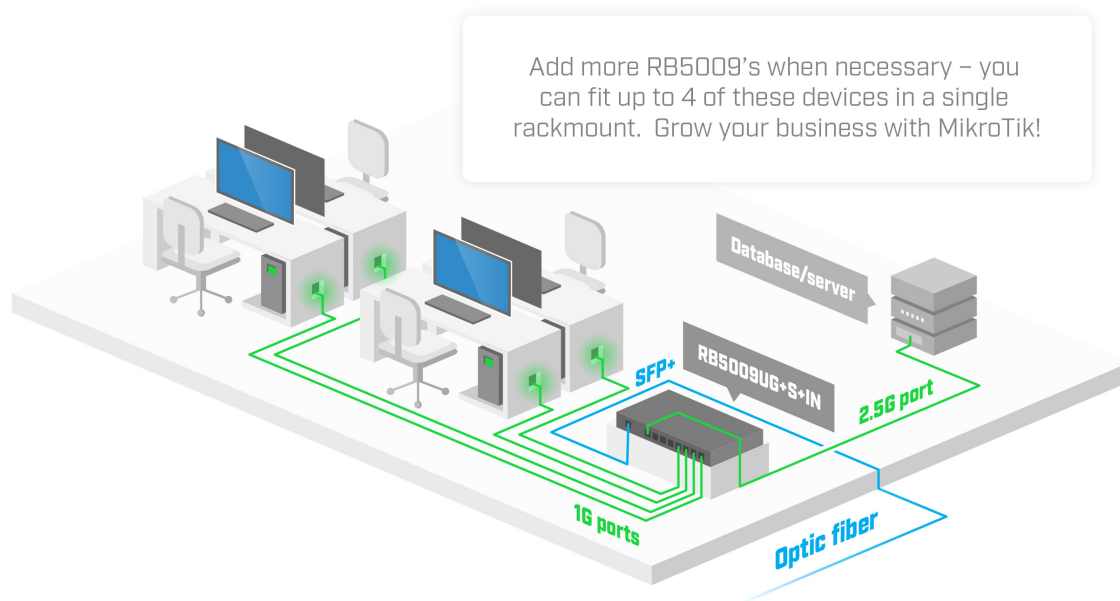 Add more RB5009's when necessary – you
can fit up to 4 of these devices in a single
rackmount. Grow your business with MikroTik!
Database/server
RB5009UG+S+IN
SFP+
2.5G port
1G ports
Optic fiber